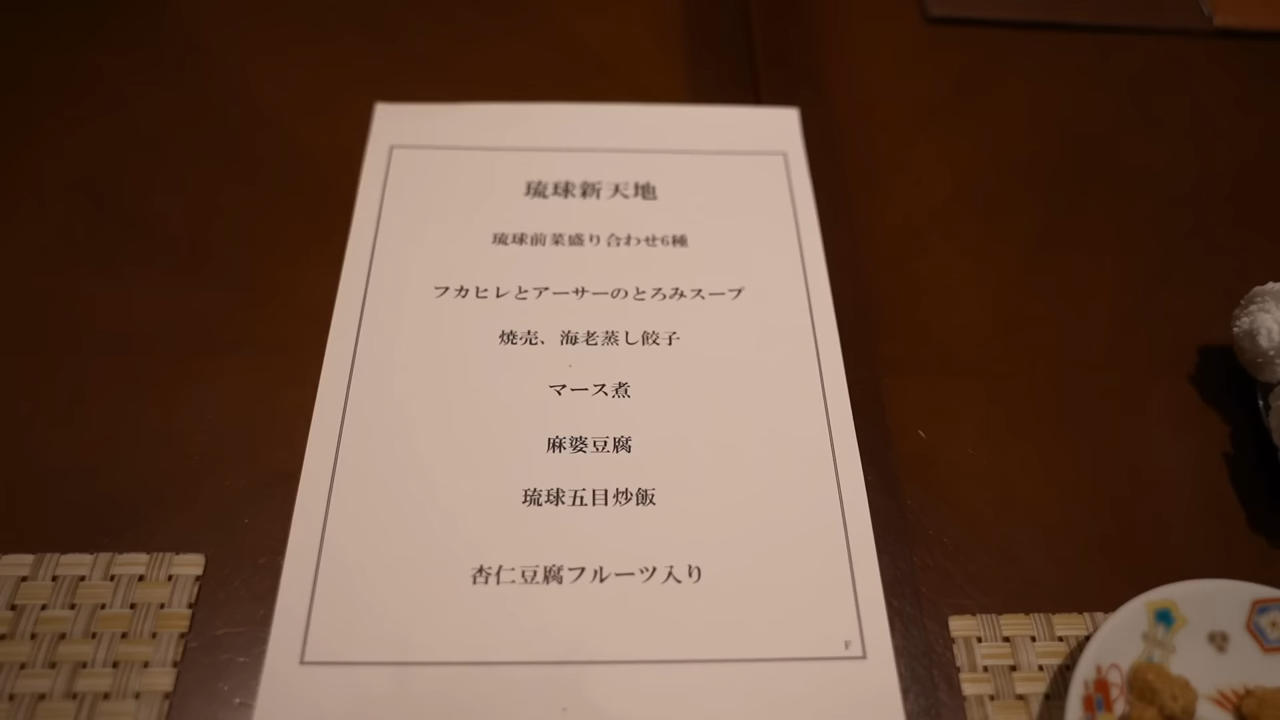 琉球新天地
琉球前菜盛り合わせ6種
フカヒレとアーサーのとろみスープ
焼売、海老蒸し餃子
マース煮
麻婆豆腐
琉球五目炒飯
杏仁豆腐フルーツ入り
F